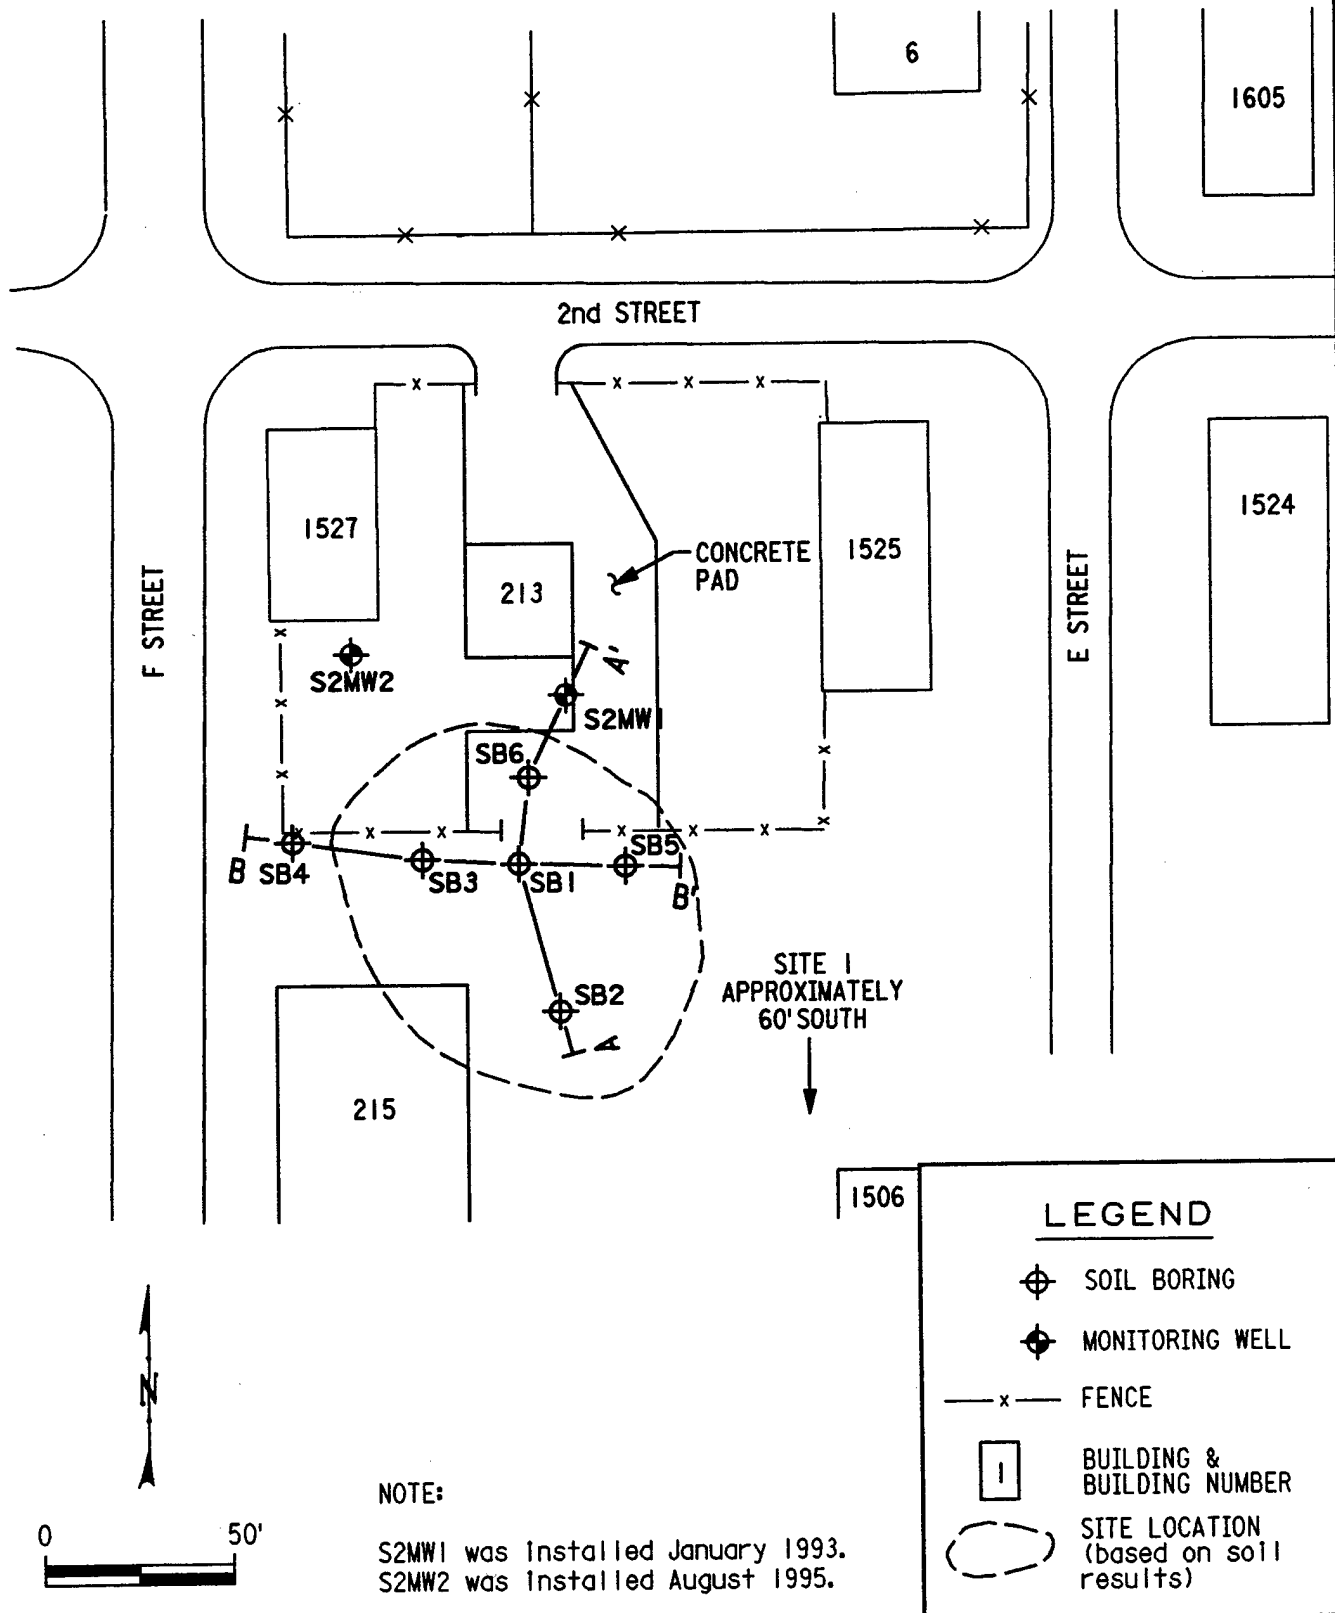 6
1605
2nd STREET
1527
CONCRETE
PAD
1525
1524
213
F STREET
E STREET
A'
S2MW2
S2MW1
SB6
SB5
B
SB4
SB3
SB1
B'
SITE 1
APPROXIMATELY
60' SOUTH
SB2
A
215
1506
LEGEND
SOIL BORING
MONITORING WELL
x FENCE
1
BUILDING &
BUILDING NUMBER
SITE LOCATION
(based on soil
results)
N
0 50'
NOTE:
S2MW1 was installed January 1993.
S2MW2 was installed August 1995.